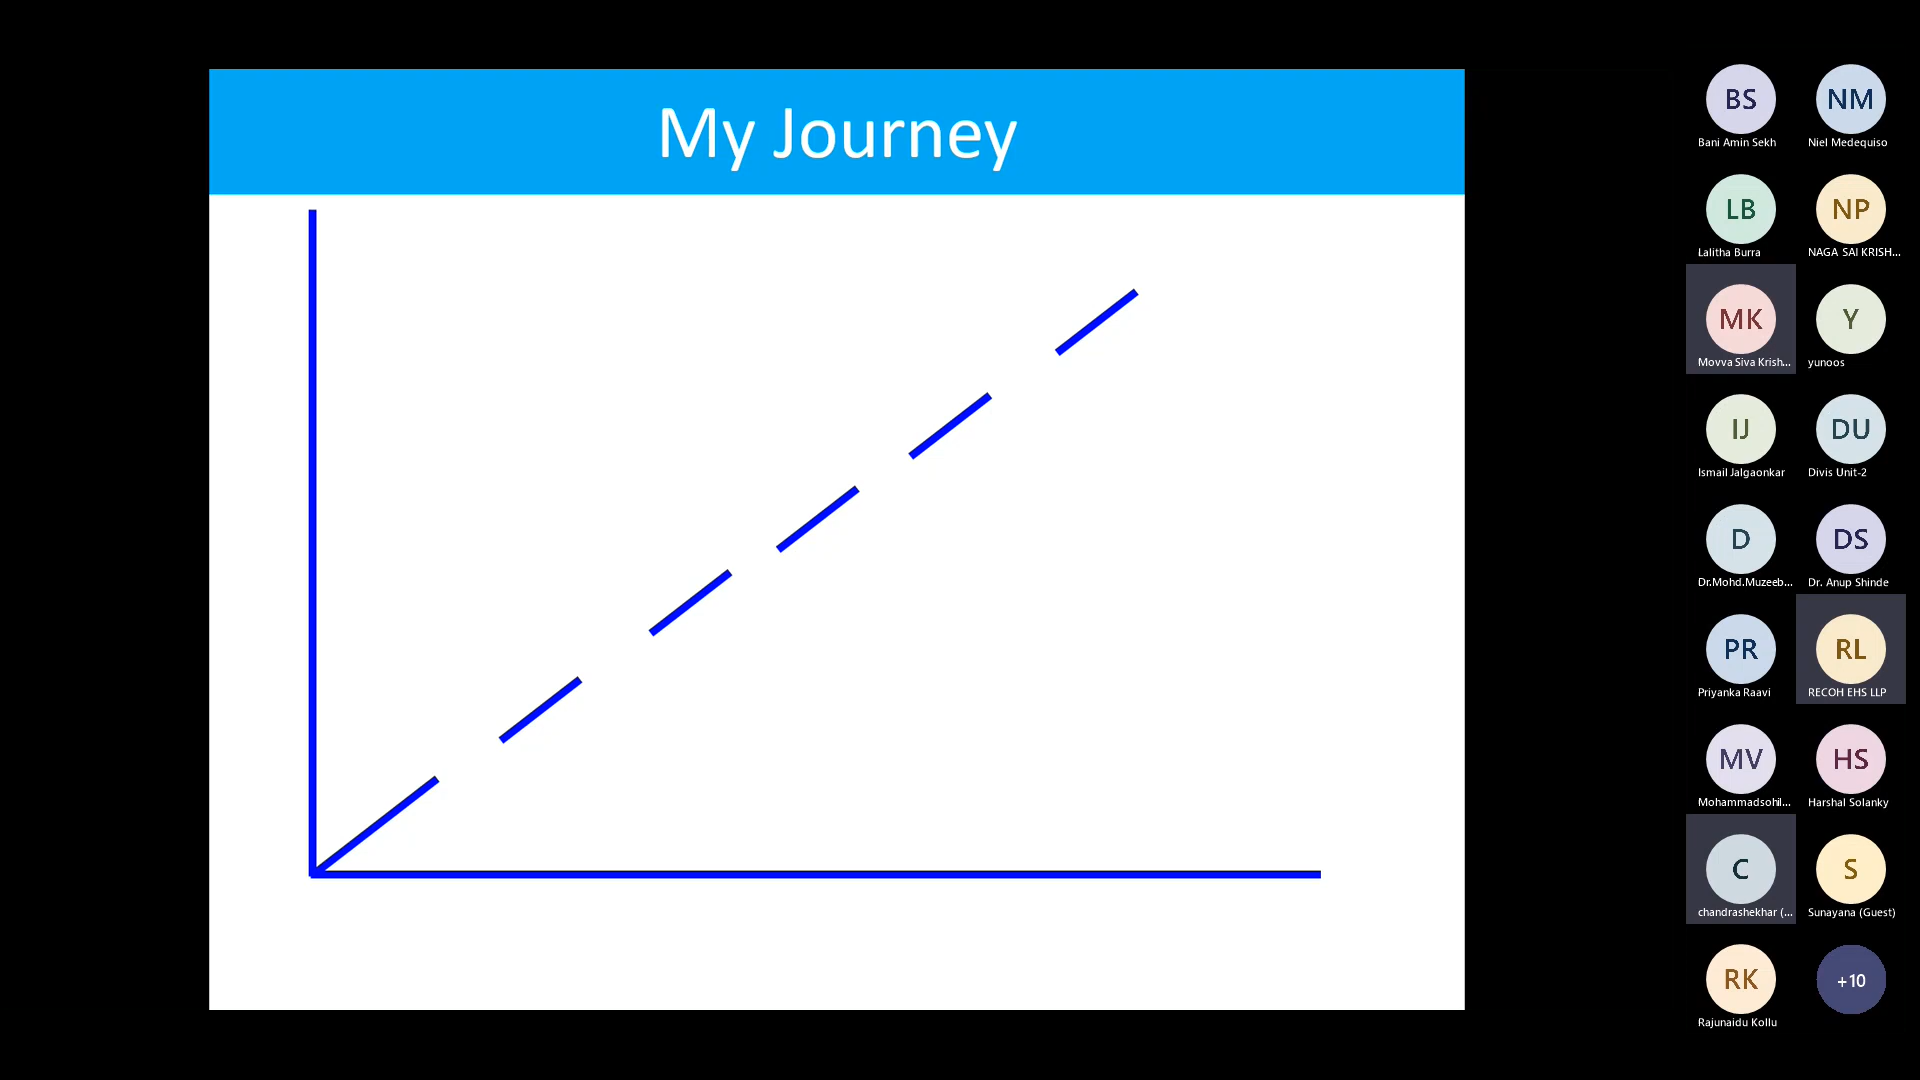 My Journey
BS
NM
Bani Amin Sekh
Niel Medequiso
LB
NP
Lalitha Burra
NAGA SAI KRISH...
MK
Y
Movva Siva Krish...
yunoos
IJ
DU
Ismail Jalgaonkar
Divis Unit-2
D
DS
Dr.Mohd.Muzeeb...
Dr. Anup Shinde
PR
RL
Priyanka Raavi
RECOH EHS LLP
MV
HS
Mohammadsohil...
Harshal Solanky
C
S
chandrashekhar (...
Sunayana (Guest)
RK
+10
Rajunaidu Kollu